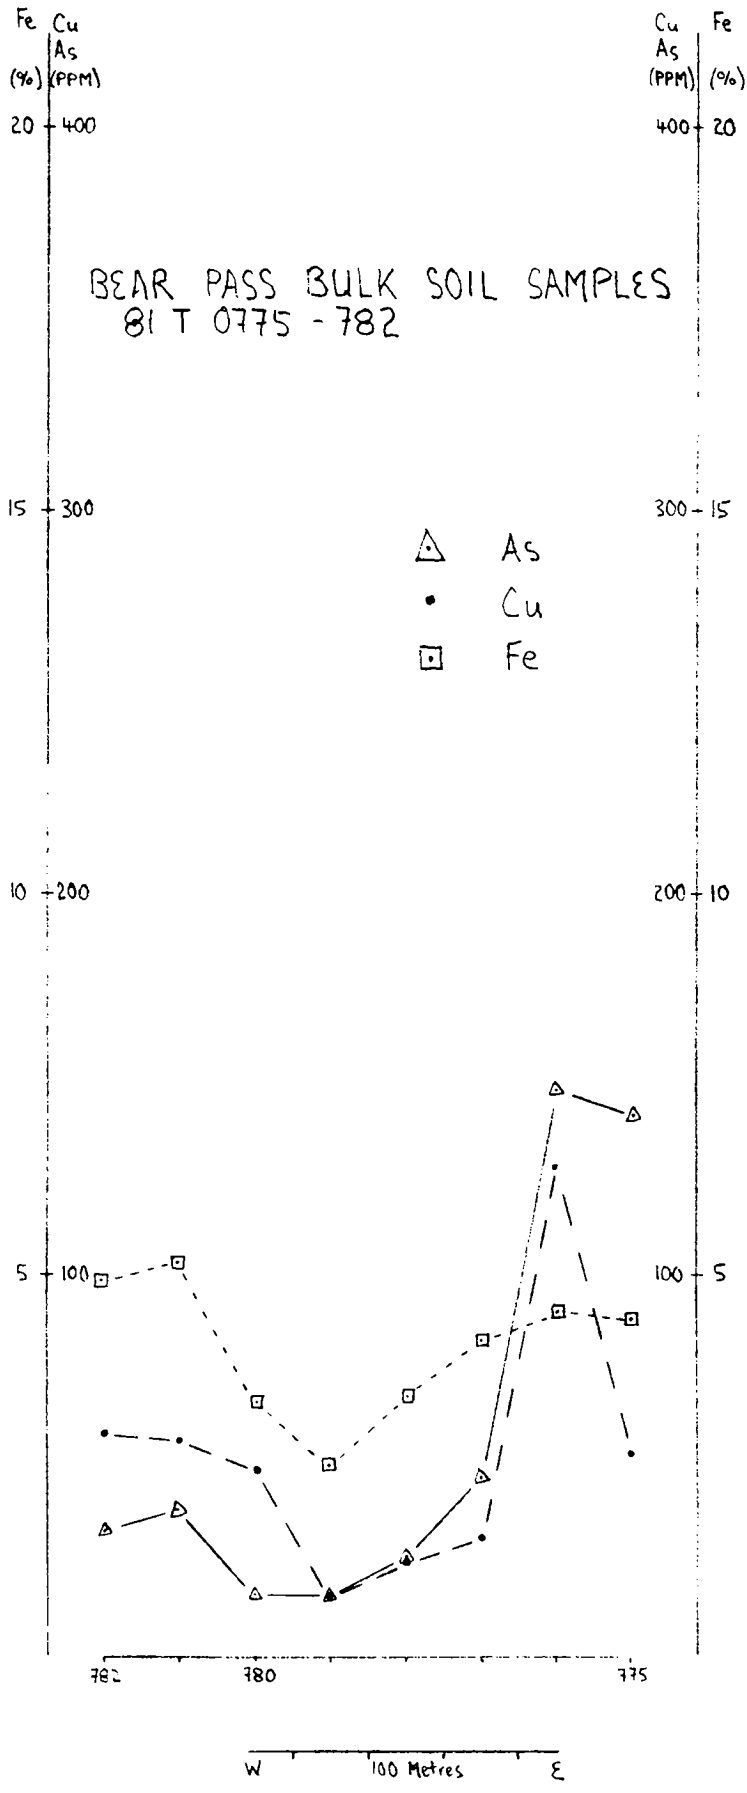 Fe Cu Cu Fe
As As
(%) (PPM) (PPM) (%)
20 400 400 20
BEAR PASS BULK SOIL SAMPLES
81 T 0775 - 782
15 300 300 15
As
Cu
Fe
10 200 200 10
5 100 100 5
782 780 775
W 100 Metres E